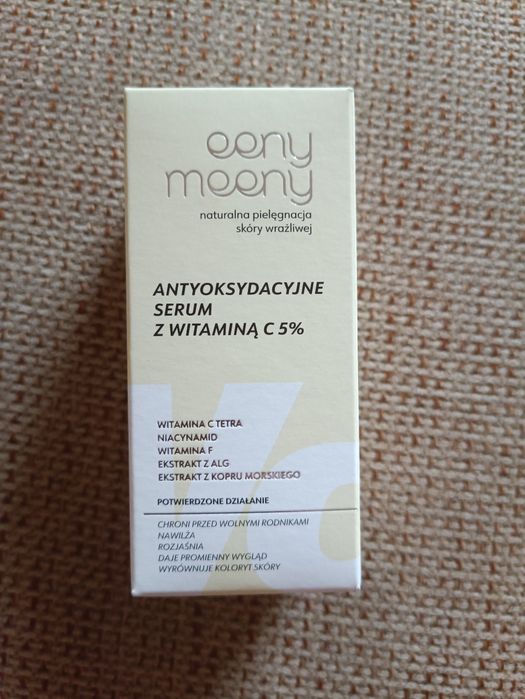 eeny
meeny
naturalna pielęgnacja
skóry wrażliwej
ANTYOKSYDACYJNE
SERUM
Z WITAMINĄ C 5%
WITAMINA C TETRA
NIACYNAMID
WITAMINA F
EKSTRAKT Z ALG
EKSTRAKT Z KOPRU MORSKIEGO
POTWIERDZONE DZIAŁANIE
CHRONI PRZED WOLNYMI RODNIKAMI
NAWILŻA
ROZJAŚNIA
DAJE PROMIENNY WYGLĄD
WYRÓWNUJE KOLORYT SKÓRY